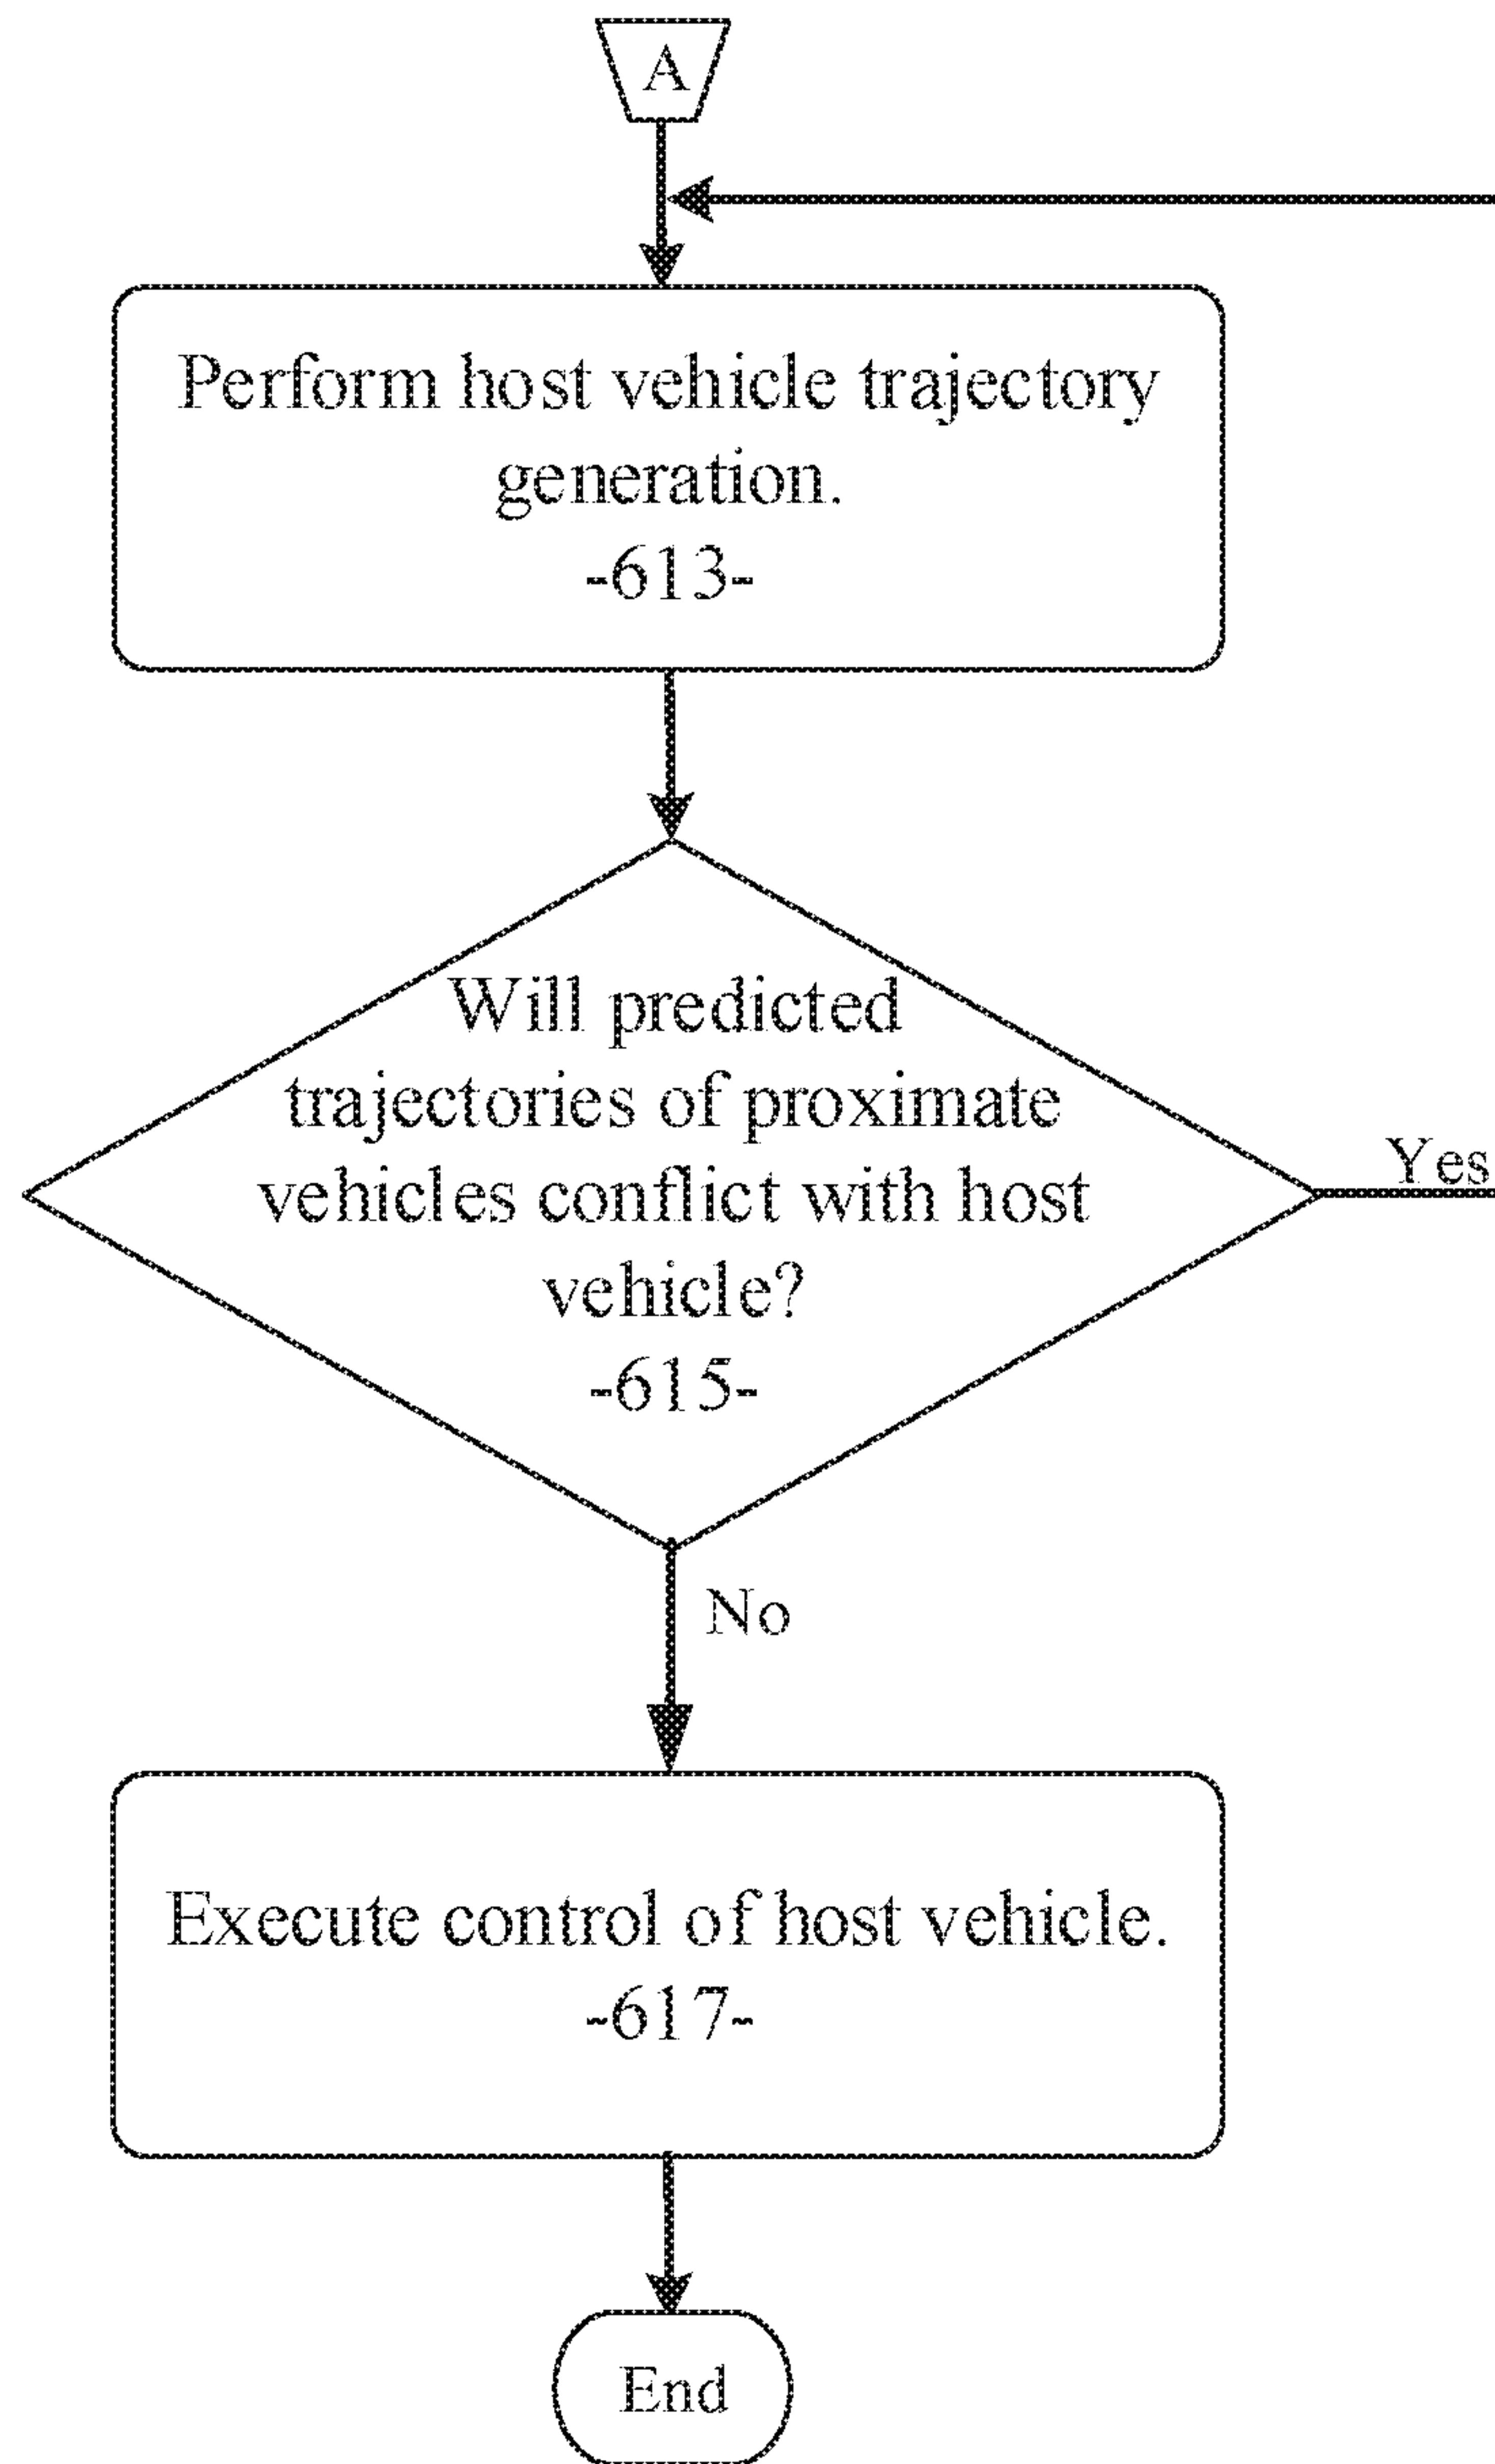 A
Perform host vehicle trajectory
generation.
-613-
Will predicted
trajectories of proximate
vehicles conflict with host
vehicle?
-615-
Yes
No
Execute control of host vehicle.
-617-
End